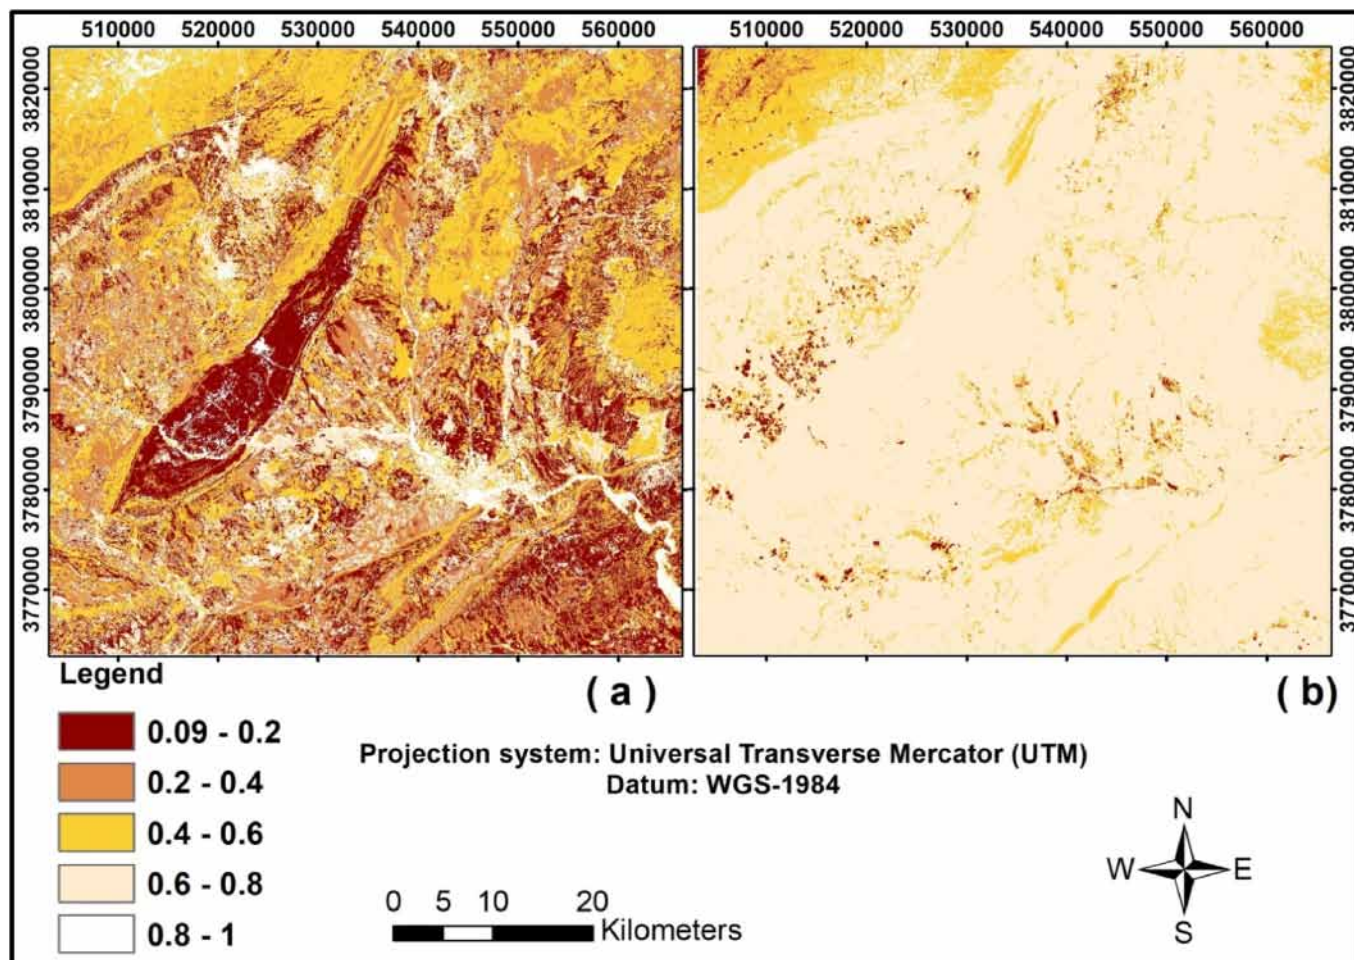 510000 520000 530000 540000 550000 560000
510000 520000 530000 540000 550000 560000
3820000
3810000
3800000
3790000
3780000
3770000
3820000
3810000
3800000
3790000
3780000
3770000
Legend
( a )
( b )
0.09 - 0.2
0.2 - 0.4
0.4 - 0.6
0.6 - 0.8
0.8 - 1
Projection system: Universal Transverse Mercator (UTM)
Datum: WGS-1984
0 5 10 20
Kilometers
N
W E
S